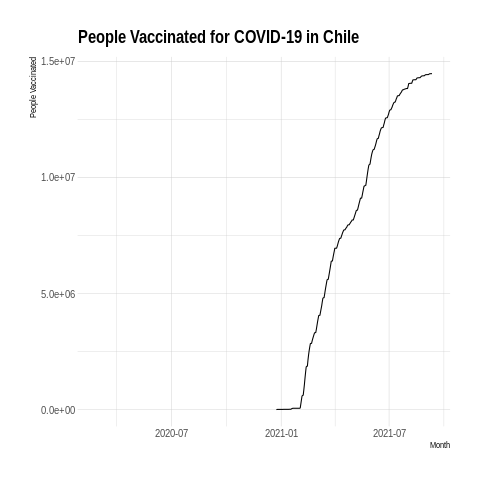 People Vaccinated for COVID-19 in Chile
People Vaccinated
1.5e+07
1.0e+07
5.0e+06
0.0e+00
2020-07
2021-01
2021-07
Month